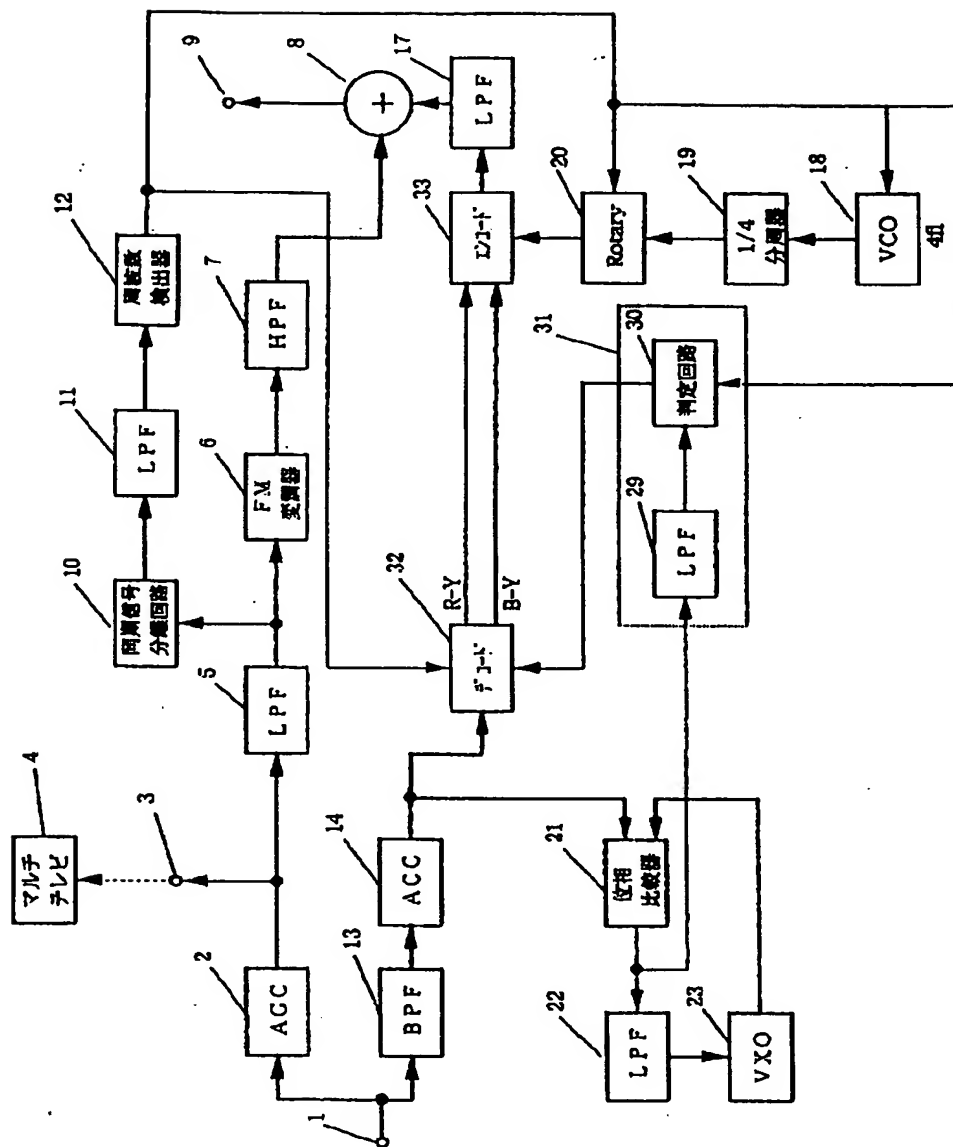 1
2
AGC
3
4
マルチ
テレビ
5
LPF
6
FM
変調器
7
HPF
8
+
9
10
同期信号
分離回路
11
LPF
12
周波数
検出器
13
BPF
14
ACC
32
デコード
R-Y
B-Y
33
エンコード
17
LPF
20
Rotary
19
1/4
分周器
18
VCO
4fl
21
位相
比較器
22
LPF
23
VXO
31
29
LPF
30
判定回路